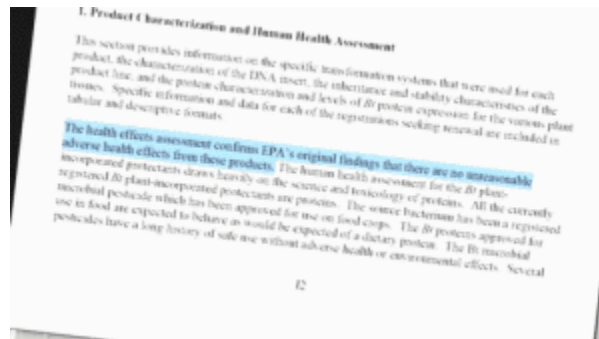 1. Product Characterization and Human Health Assessment
This section provides information on the specific transformation systems that were used for each
product, the characterization of the DNA insert, the inheritance and stability characteristics of the
product line, and the protein characterization and levels of Bt protein expression for the various plant
tissues. Specific information and data for each of the registrations seeking renewal are included in
tabular and descriptive formats.
The health effects assessment confirms EPA's original findings that there are no unreasonable
adverse health effects from these products. The human health assessment for the Bt plant-
incorporated protectants draws heavily on the science and toxicology of proteins. All the currently
registered Bt plant-incorporated protectants are proteins. The source bacterium has been a registered
microbial pesticide which has been approved for use on food crops. The Bt proteins approved for
use in food are expected to behave as would be expected of a dietary protein. The Bt microbial
pesticides have a long history of safe use without adverse health or environmental effects. Several
12